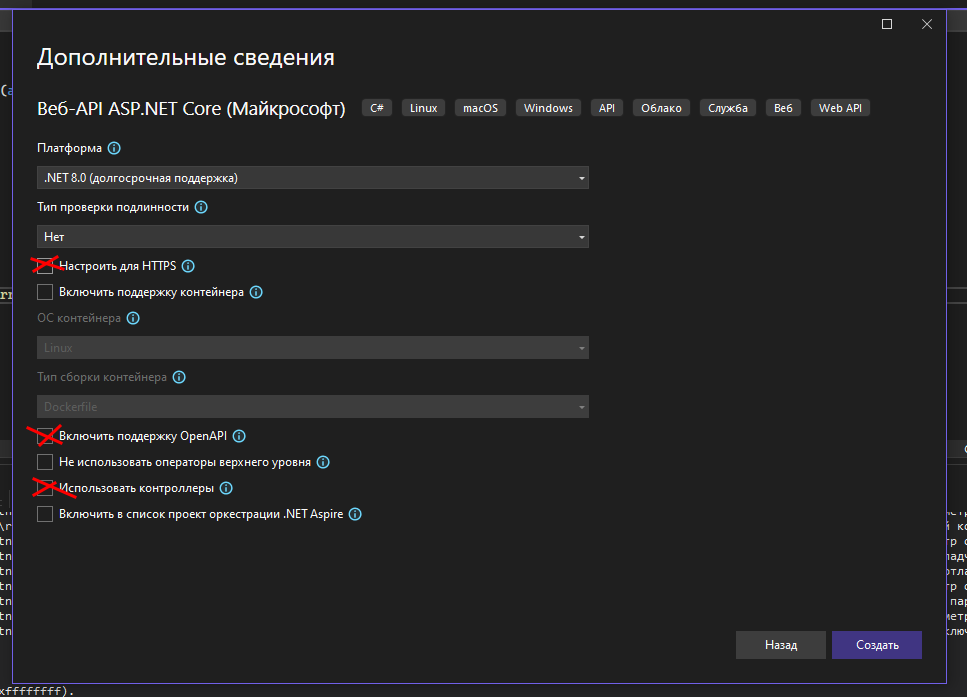 Дополнительные сведения
Веб-API ASP.NET Core (Майкрософт) C# Linux macOS Windows API Облако Служба Веб Web API
Платформа
.NET 8.0 (долгосрочная поддержка)
Тип проверки подлинности
Нет
Настроить для HTTPS
Включить поддержку контейнера
ОС контейнера
Linux
Тип сборки контейнера
Dockerfile
Включить поддержку OpenAPI
Не использовать операторы верхнего уровня
Использовать контроллеры
Включить в список проект оркестрации .NET Aspire
Назад Создать
xffffffff).